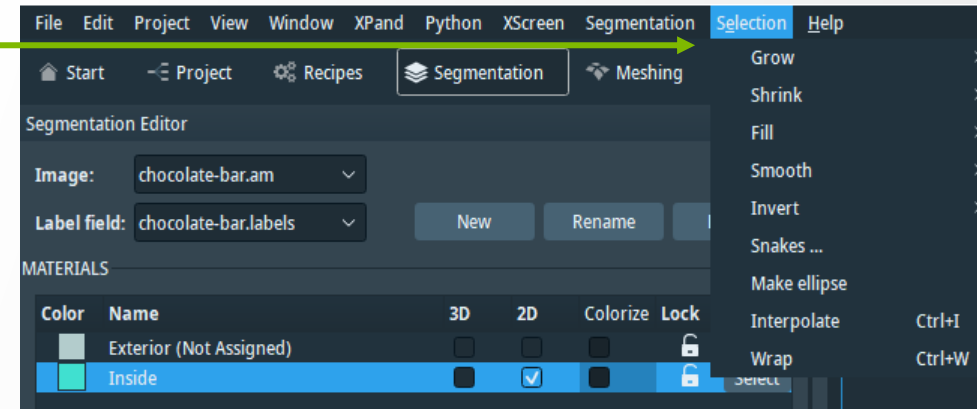 File Edit Project View Window XPand Python XScreen Segmentation Selection Help
Start Project Recipes Segmentation Meshing
Segmentation Editor
Image: chocolate-bar.am
Label field: chocolate-bar.labels New Rename
MATERIALS
Color Name 3D 2D Colorize Lock
Exterior (Not Assigned)
Inside Select
Grow
Shrink
Fill
Smooth
Invert
Snakes ...
Make ellipse
Interpolate Ctrl+I
Wrap Ctrl+W